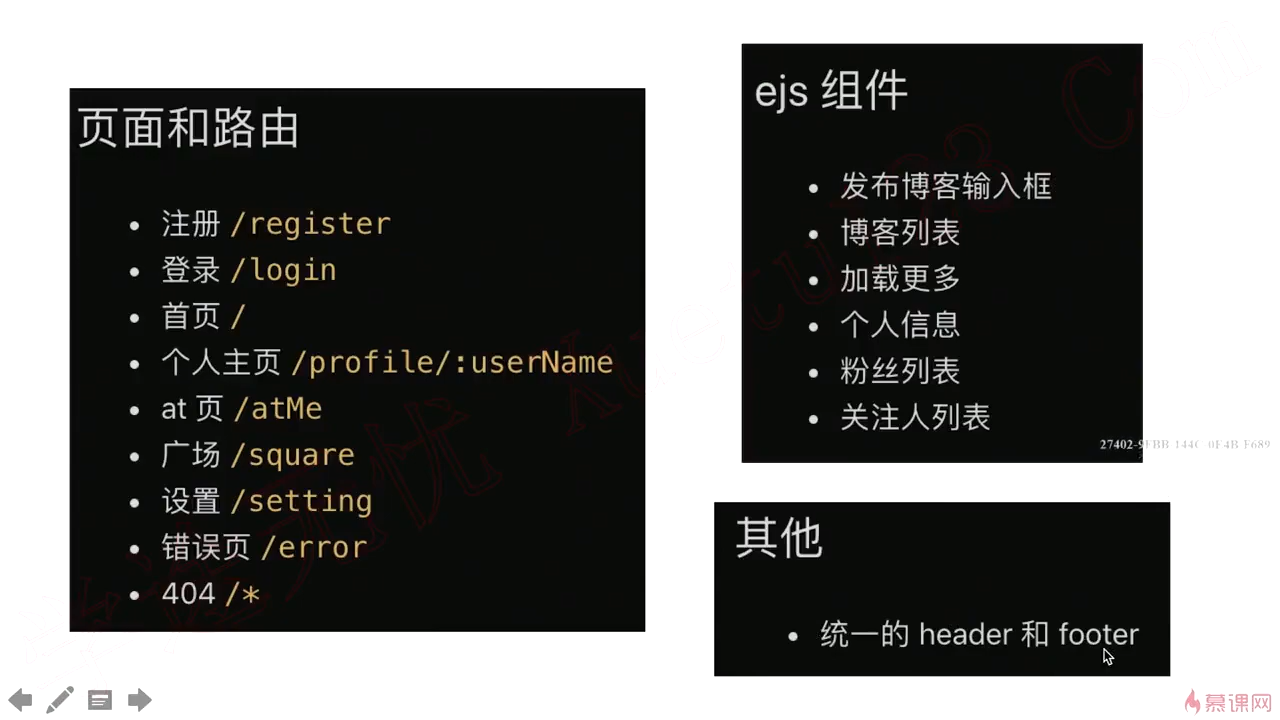 页面和路由
注册 /register
登录 /login
首页 /
个人主页 /profile/:userName
at 页 /atMe
广场 /square
设置 /setting
错误页 /error
404 /*
ejs 组件
发布博客输入框
博客列表
加载更多
个人信息
粉丝列表
关注人列表
其他
统一的 header 和 footer
慕课网